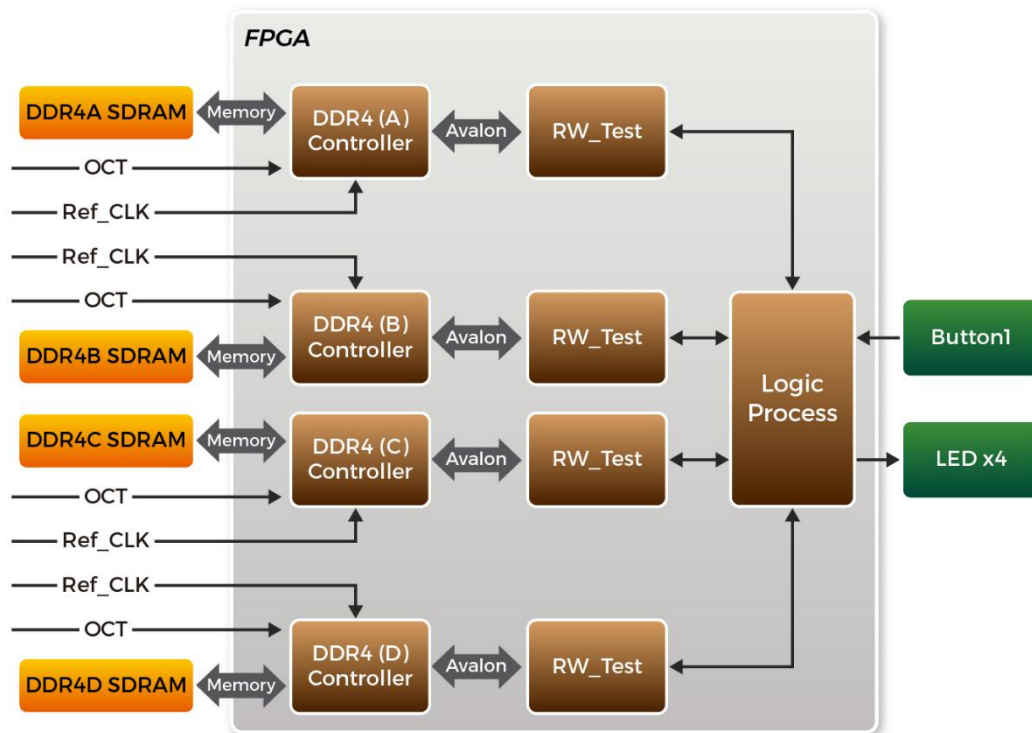 FPGA
DDR4A SDRAM
Memory
DDR4 (A)
Controller
Avalon
RW_Test
OCT
Ref_CLK
Ref_CLK
OCT
DDR4 (B)
Controller
Avalon
RW_Test
DDR4B SDRAM
Memory
Button1
Logic
Process
DDR4C SDRAM
Memory
DDR4 (C)
Controller
Avalon
RW_Test
LED x4
OCT
Ref_CLK
Ref_CLK
OCT
DDR4 (D)
Controller
Avalon
RW_Test
DDR4D SDRAM
Memory